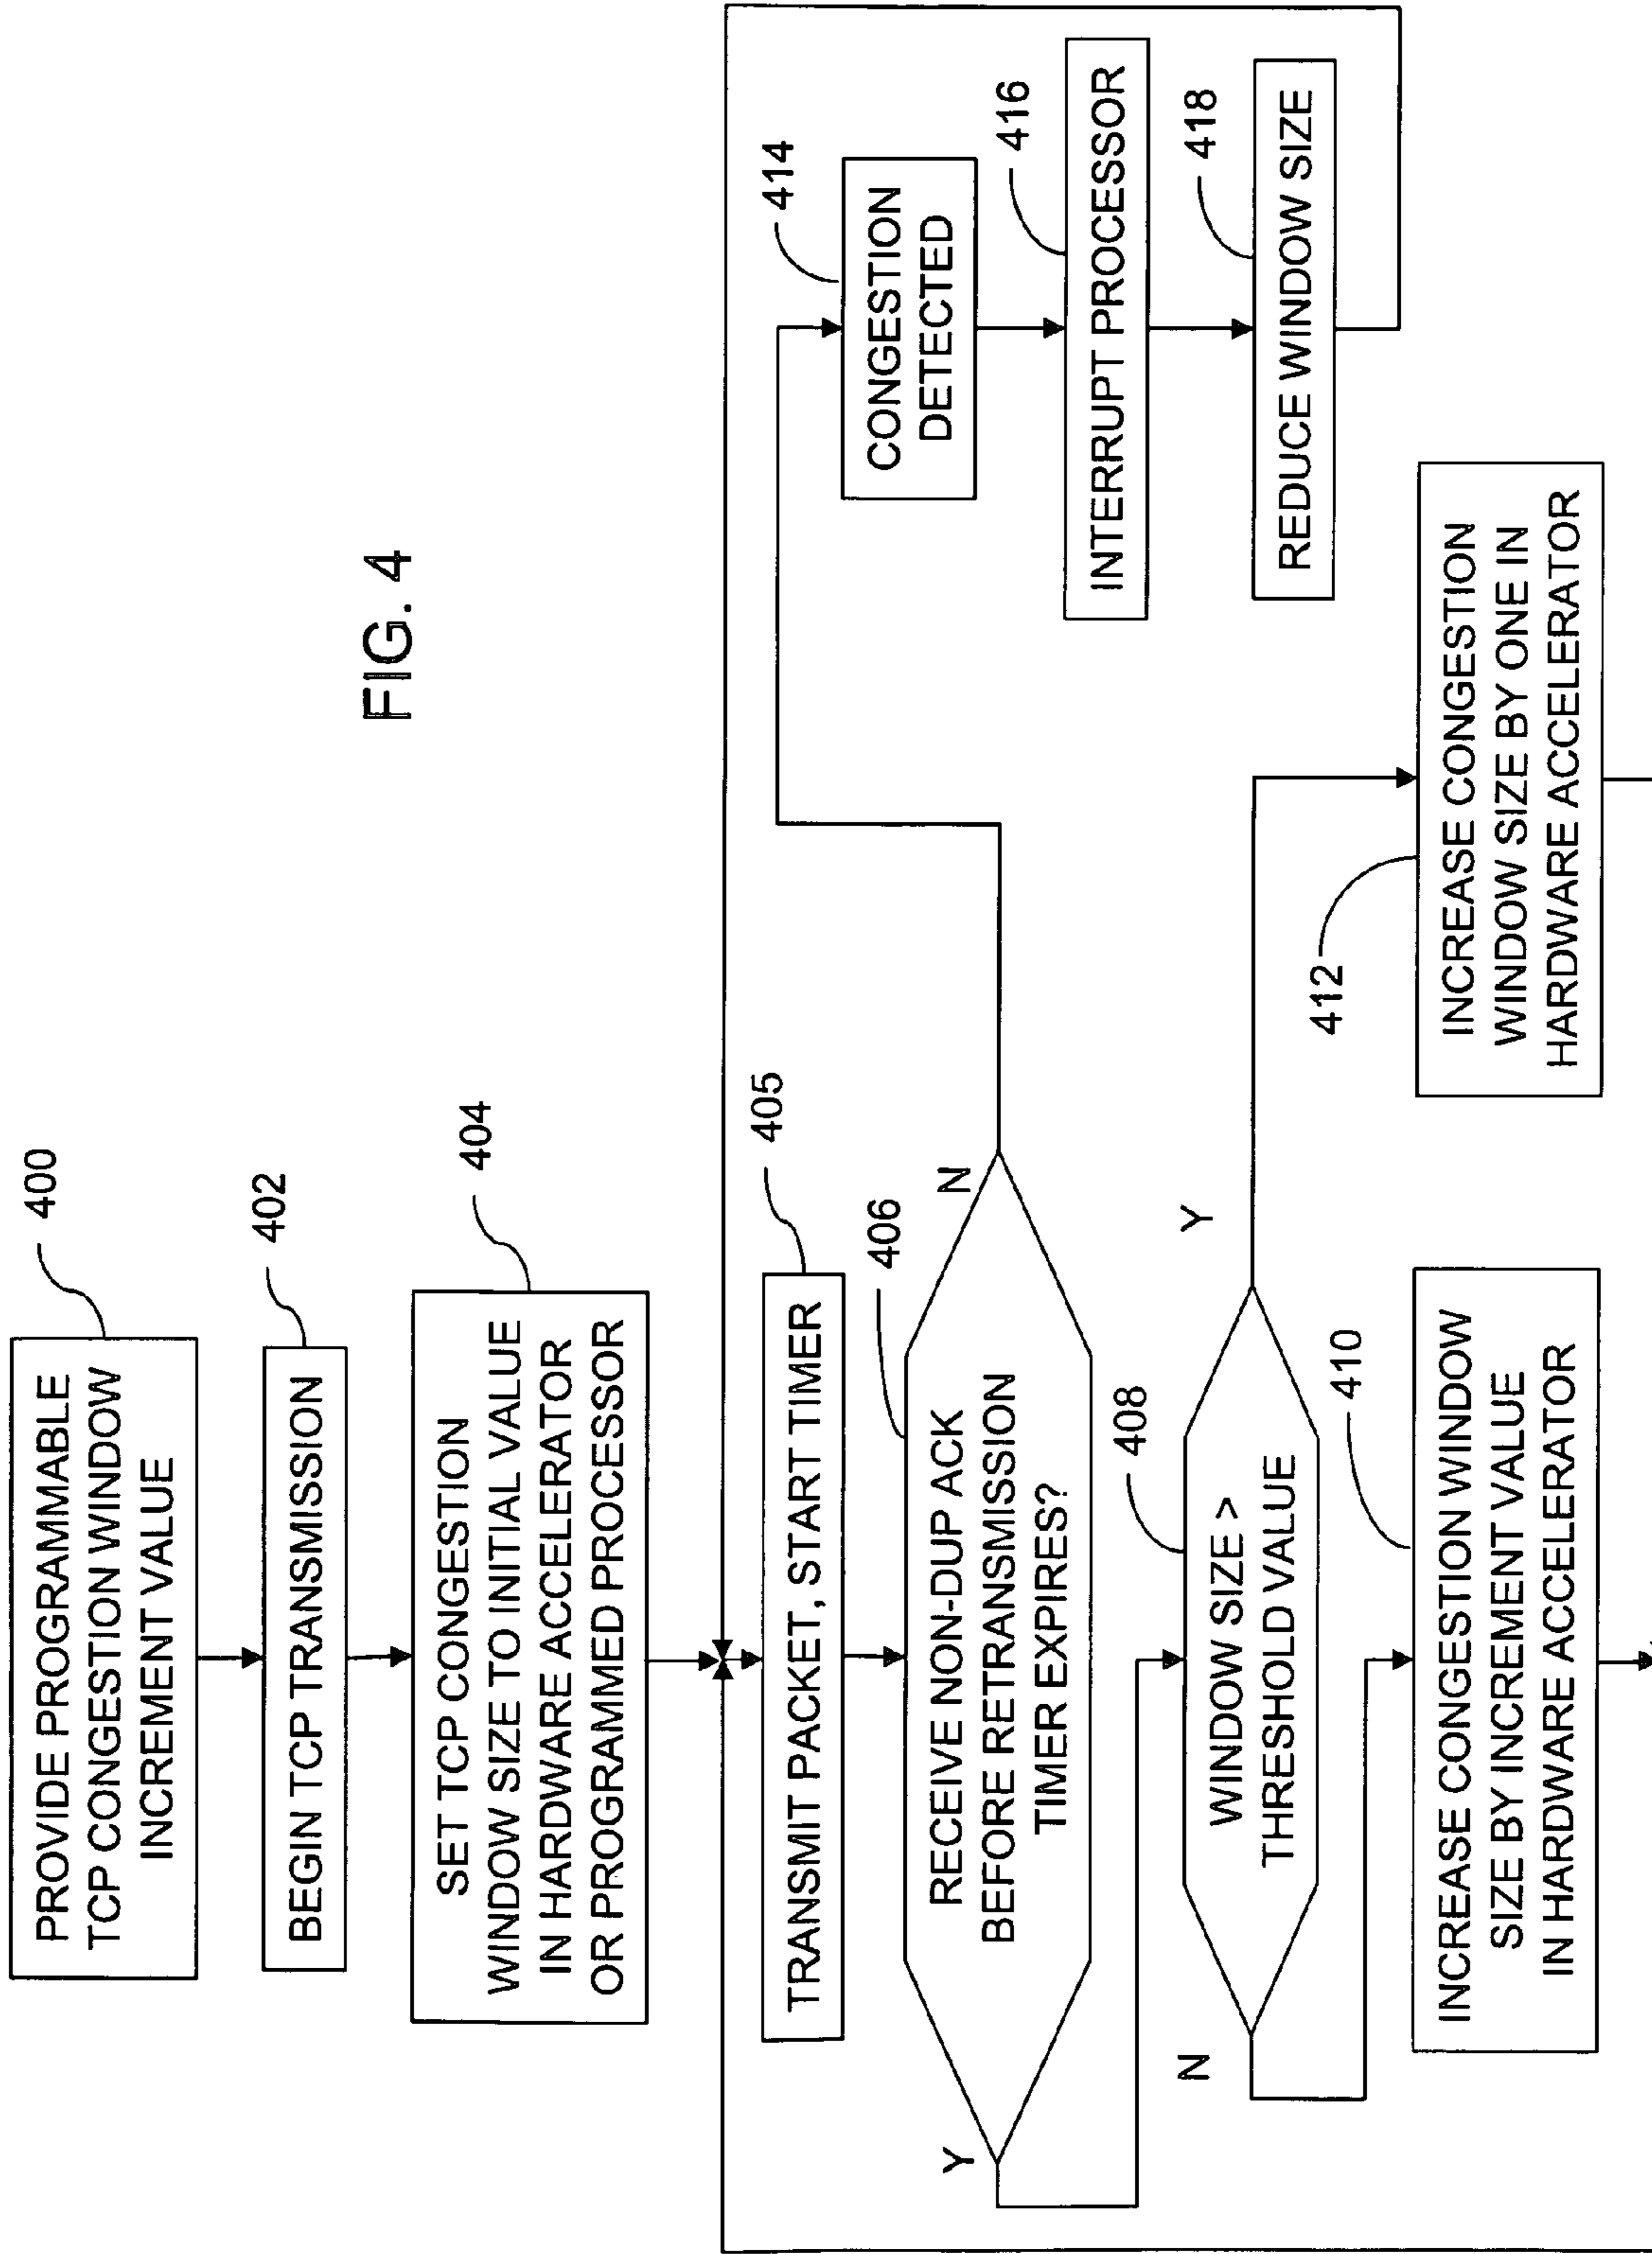 FIG. 4
400
PROVIDE PROGRAMMABLE
TCP CONGESTION WINDOW
INCREMENT VALUE
402
BEGIN TCP TRANSMISSION
404
SET TCP CONGESTION
WINDOW SIZE TO INITIAL VALUE
IN HARDWARE ACCELERATOR
OR PROGRAMMED PROCESSOR
405
TRANSMIT PACKET, START TIMER
406
RECEIVE NON-DUP ACK
BEFORE RETRANSMISSION
TIMER EXPIRES?
Y
N
408
WINDOW SIZE >
THRESHOLD VALUE
N
Y
410
INCREASE CONGESTION WINDOW
SIZE BY INCREMENT VALUE
IN HARDWARE ACCELERATOR
412
INCREASE CONGESTION
WINDOW SIZE BY ONE IN
HARDWARE ACCELERATOR
414
CONGESTION
DETECTED
416
INTERRUPT PROCESSOR
418
REDUCE WINDOW SIZE